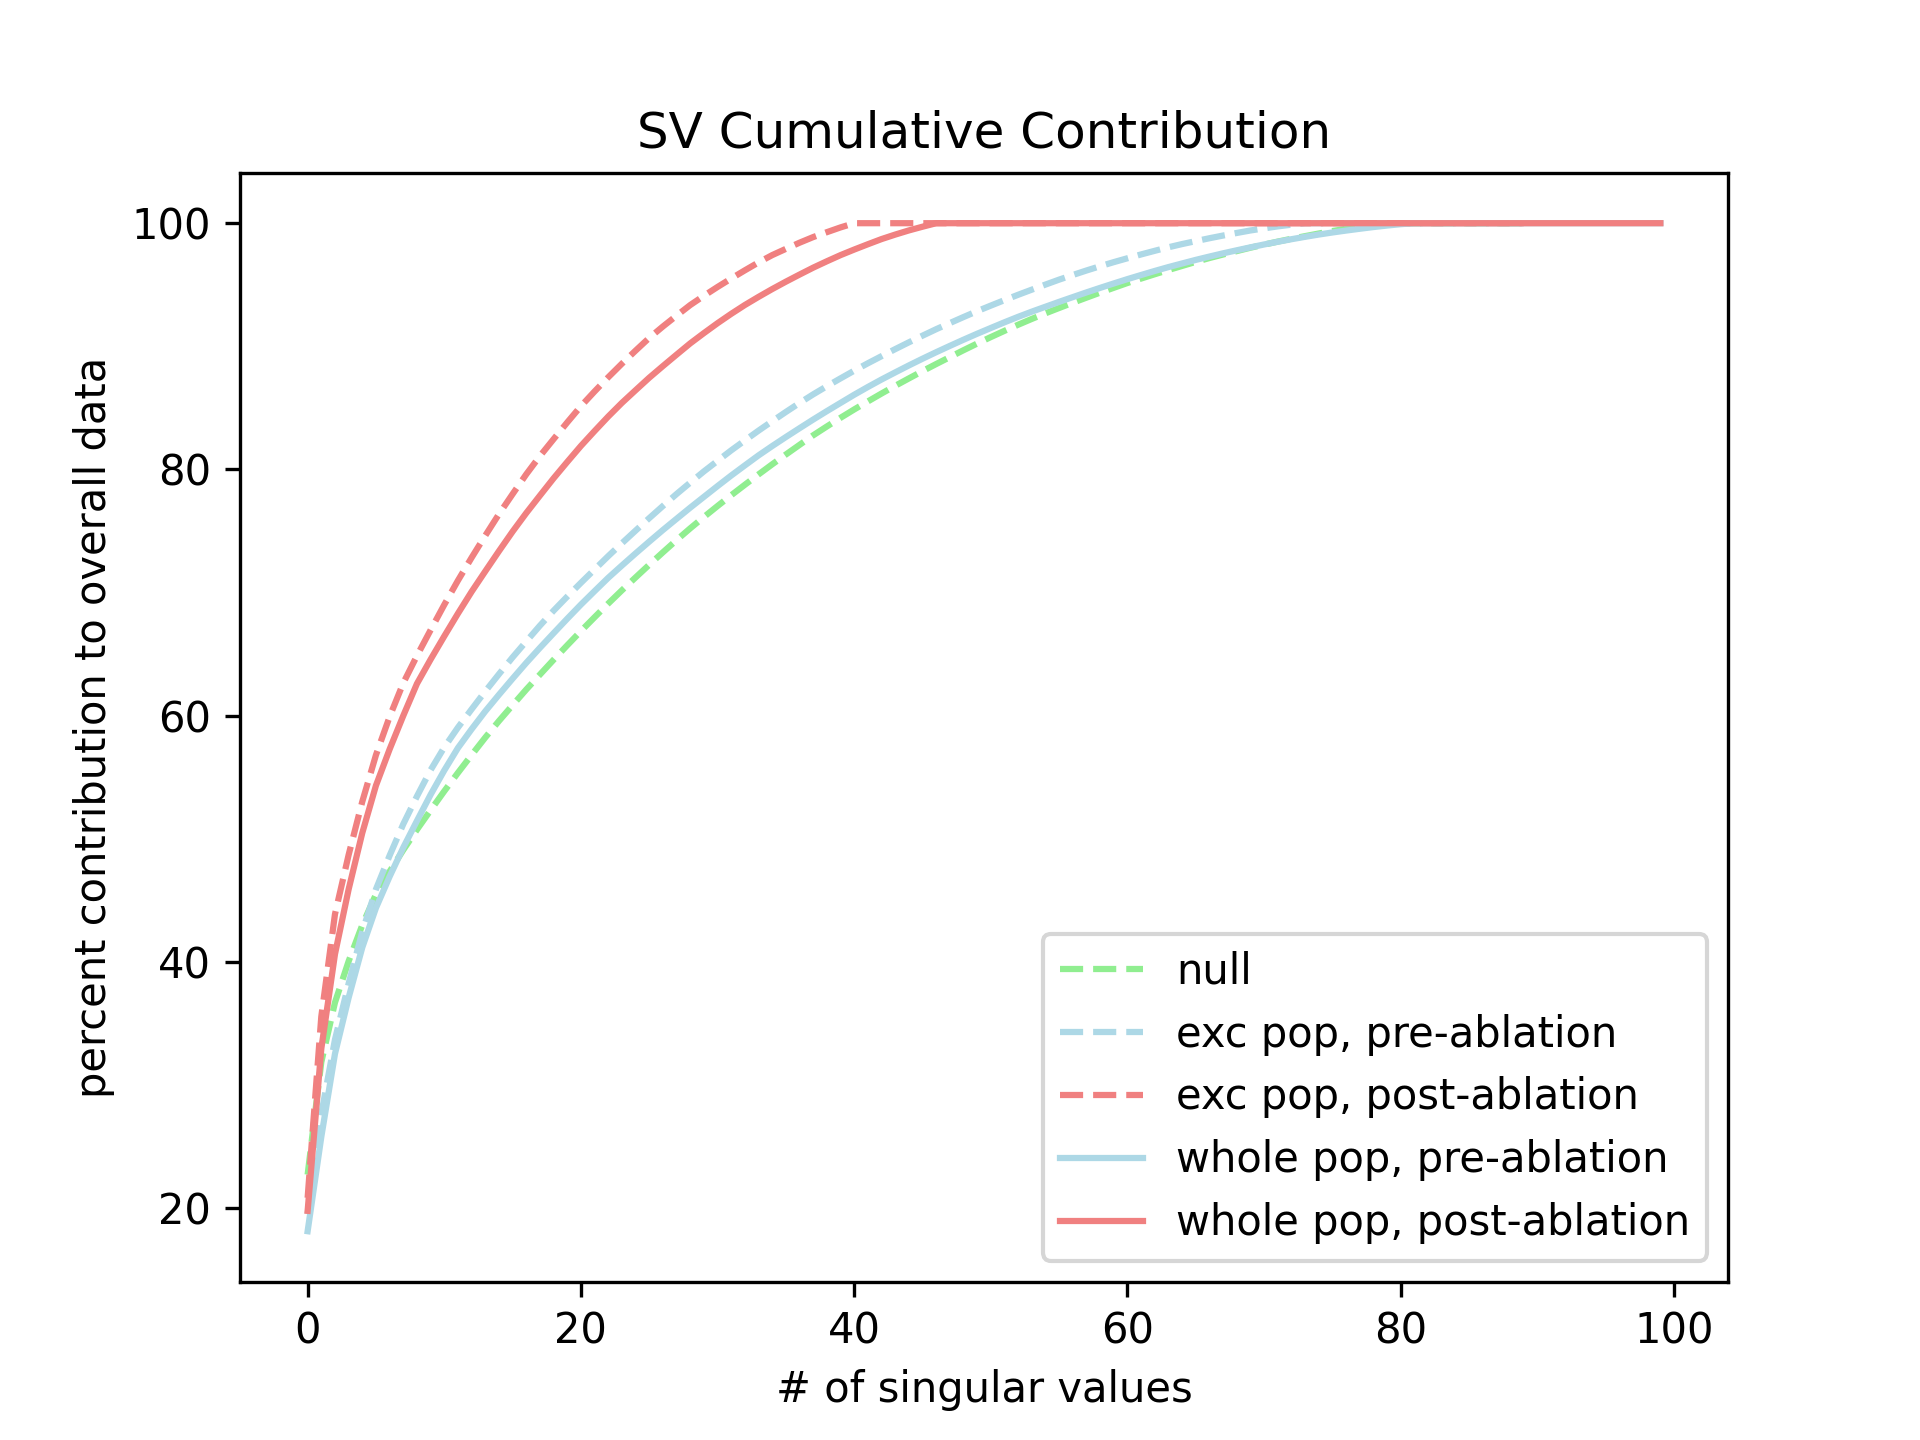 SV Cumulative Contribution
percent contribution to overall data
100
80
60
40
20
null
exc pop, pre-ablation
exc pop, post-ablation
whole pop, pre-ablation
whole pop, post-ablation
0 20 40 60 80 100
# of singular values